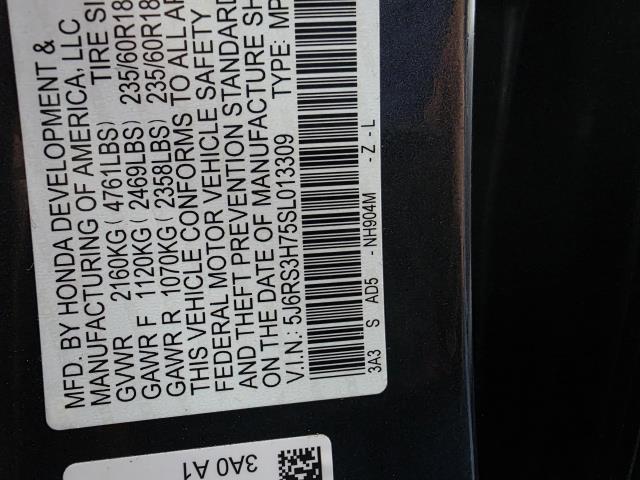 MFD. BY HONDA DEVELOPMENT &
MANUFACTURING OF AMERICA, LLC TIRE SI
GVWR 2160KG ( 4761LBS) 235/60R18
GAWR F 1120KG ( 2469LBS) 235/60R18
GAWR R 1070KG ( 2358LBS)
THIS VEHICLE CONFORMS TO ALL AP
FEDERAL MOTOR VEHICLE SAFETY
AND THEFT PREVENTION STANDARD
ON THE DATE OF MANUFACTURE SH
V.I.N.: 5J6RS3H75SL013309 TYPE: MP
3A3 S AD5 - NH904M - Z - L
3A0 A1